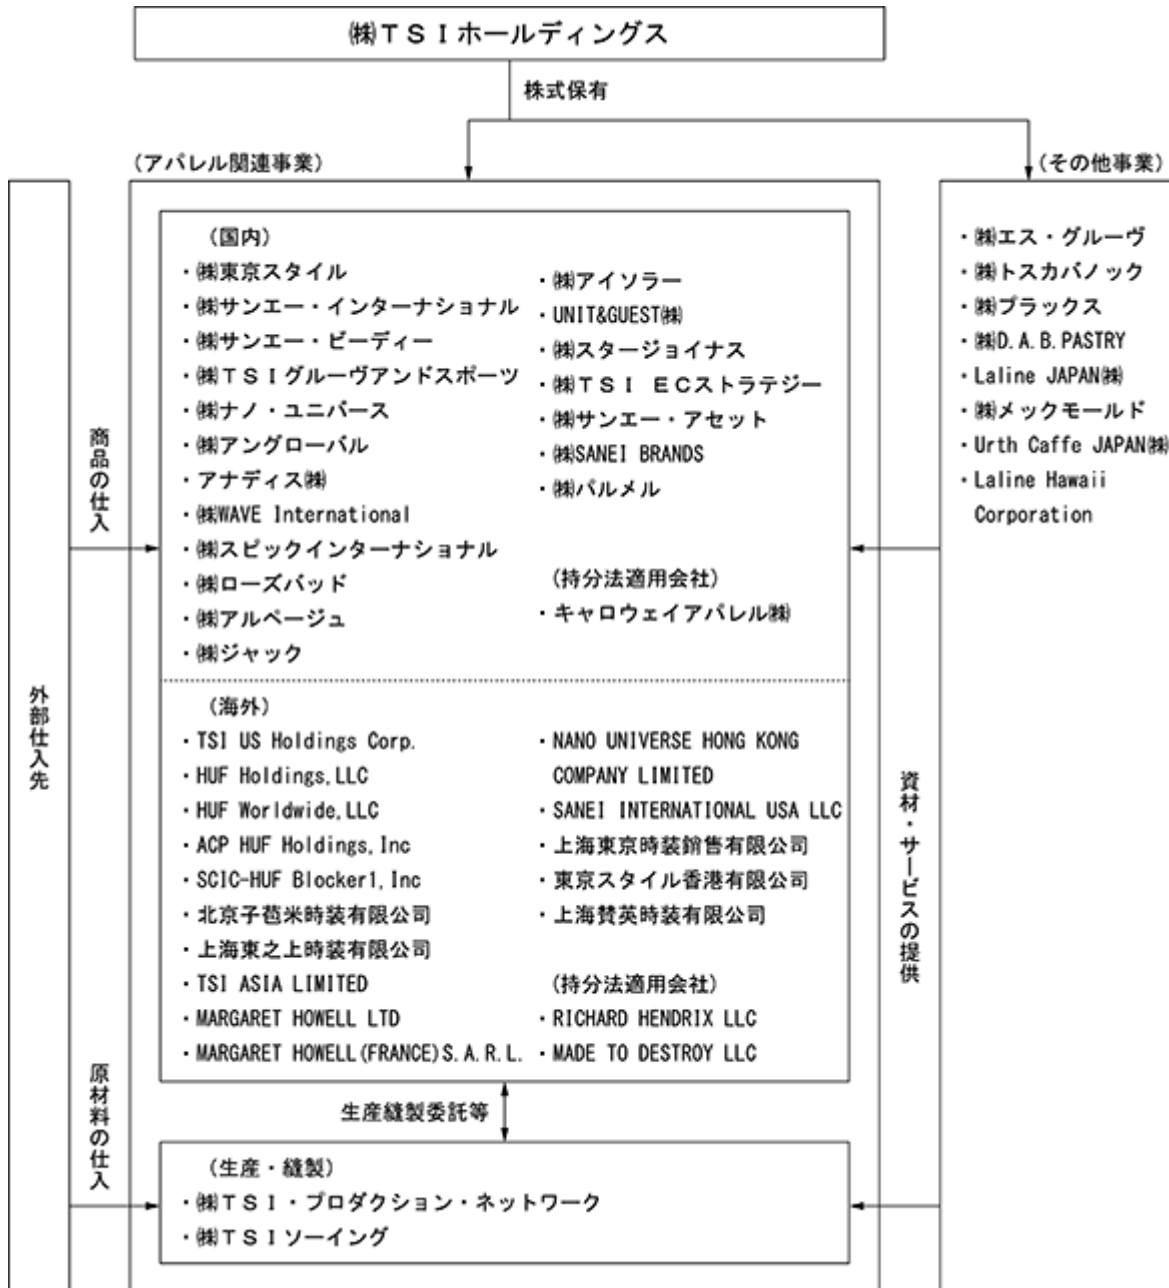 ㈱ＴＳＩホールディングス
株式保有
（アパレル関連事業）
（その他事業）
外部仕入先
商品の仕入
原材料の仕入
（国内）
・㈱東京スタイル
・㈱サンエー・インターナショナル
・㈱サンエー・ビーディー
・㈱ＴＳＩグルーヴアンドスポーツ
・㈱ナノ・ユニバース
・㈱アングローバル
・アナディス㈱
・㈱WAVE International
・㈱スピックインターナショナル
・㈱ローズバッド
・㈱アルページュ
・㈱ジャック
・㈱アイソラー
・UNIT&GUEST㈱
・㈱スタージョイナス
・㈱ＴＳＩ ＥＣストラテジー
・㈱サンエー・アセット
・㈱SANEI BRANDS
・㈱パルメル
（持分法適用会社）
・キャロウェイアパレル㈱
（海外）
・TSI US Holdings Corp.
・HUF Holdings,LLC
・HUF Worldwide,LLC
・ACP HUF Holdings,Inc
・SCIC-HUF Blocker1,Inc
・北京子苞米時装有限公司
・上海東之上時装有限公司
・TSI ASIA LIMITED
・MARGARET HOWELL LTD
・MARGARET HOWELL(FRANCE)S.A.R.L.
・NANO UNIVERSE HONG KONG
COMPANY LIMITED
・SANEI INTERNATIONAL USA LLC
・上海東京時装銷售有限公司
・東京スタイル香港有限公司
・上海賛英時装有限公司
（持分法適用会社）
・RICHARD HENDRIX LLC
・MADE TO DESTROY LLC
生産縫製委託等
（生産・縫製）
・㈱ＴＳＩ・プロダクション・ネットワーク
・㈱ＴＳＩソーイング
資材・サービスの提供
・㈱エス・グルーヴ
・㈱トスカバノック
・㈱プラックス
・㈱D.A.B.PASTRY
・Laline JAPAN㈱
・㈱メックモールド
・Urth Caffe JAPAN㈱
・Laline Hawaii
Corporation